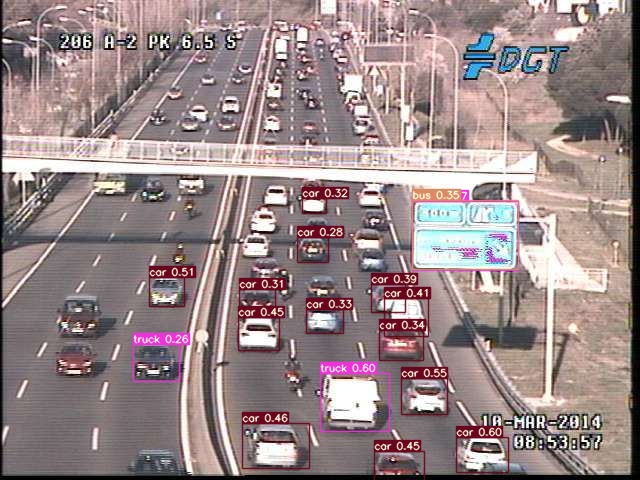 206 A-2 PK 6.5 S
DGT
car 0.32
bus 0.35 7
car 0.28
car 0.51
car 0.31
car 0.39
car 0.41
car 0.45
car 0.33
car 0.34
truck 0.26
truck 0.60
car 0.55
car 0.46
car 0.45
car 0.60
10-MAR-2014
08:53:57